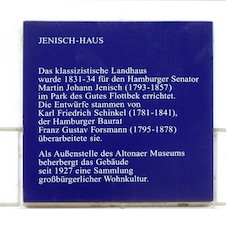 JENISCH-HAUS
Das klassizistische Landhaus
wurde 1831-34 für den Hamburger Senator
Martin Johann Jenisch (1793-1857)
im Park des Gutes Flottbek errichtet.
Die Entwürfe stammen von
Karl Friedrich Schinkel (1781-1841),
der Hamburger Baurat
Franz Gustav Forsmann (1795-1878)
überarbeitete sie.
Als Außenstelle des Altonaer Museums
beherbergt das Gebäude
seit 1927 eine Sammlung
großbürgerlicher Wohnkultur.